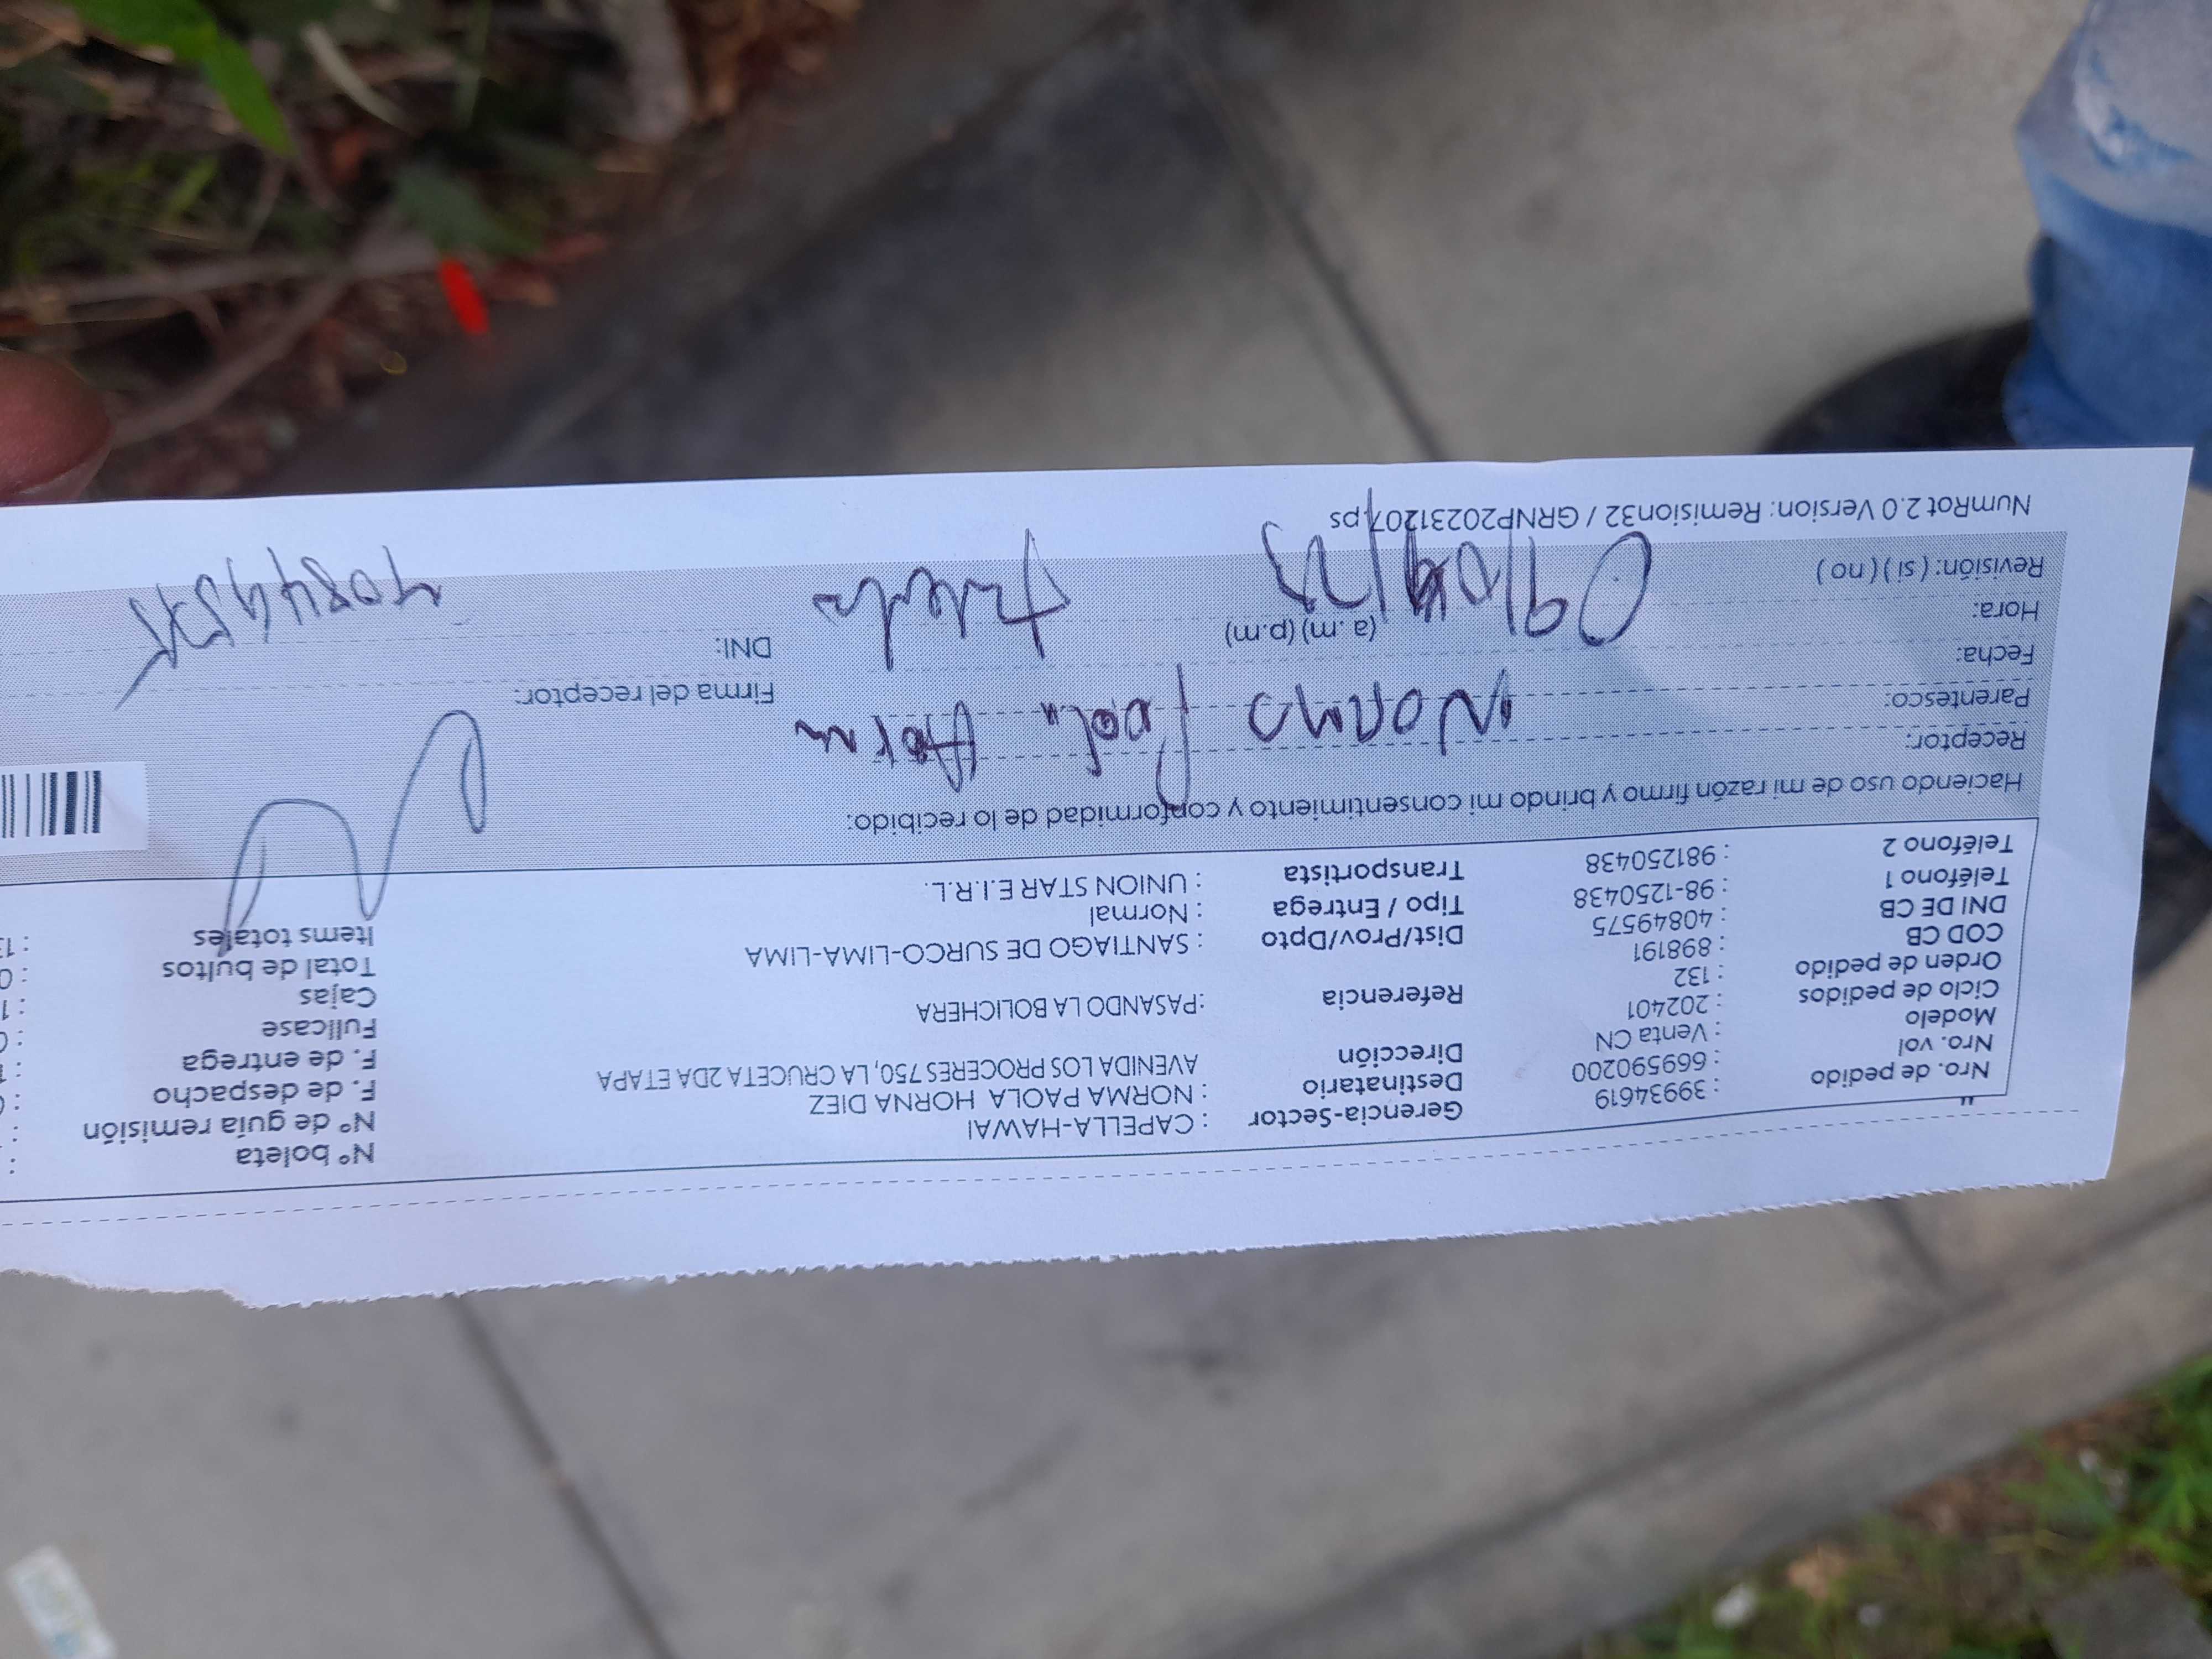 Nro. de pedido : 39934619 Gerencia-Sector : CAPELLA-HAWAI Nº boleta :
Nro. vol : 669590200 Destinatario : NORMA PAOLA HORNA DIEZ Nº de guía remisión :
Modelo : Venta CN Dirección AVENIDA LOS PROCERES 750, LA CRUCETA 2DA ETAPA F. de despacho :
Ciclo de pedidos : 202401 F. de entrega :
Orden de pedido : 132 Referencia :PASANDO LA BOLICHERA Fullcase :
COD CB : 898191 Cajas :
DNI DE CB : 40849575 Dist/Prov/Dpto : SANTIAGO DE SURCO-LIMA-LIMA Total de bultos :
Teléfono 1 : 98-1250438 Tipo / Entrega : Normal Items totales :
Teléfono 2 : 981250438 Transportista : UNION STAR E.I.R.L.
Haciendo uso de mi razón firmo y brindo mi consentimiento y conformidad de lo recibido:
Receptor: Norma Paola Horna
Parentesco:
Firma del receptor:
Fecha:
Hora: (a.m) (p.m) DNI:
Revisión: ( si ) ( no )
NumRot 2.0 Version: Remision32 / GRNP20231207.ps